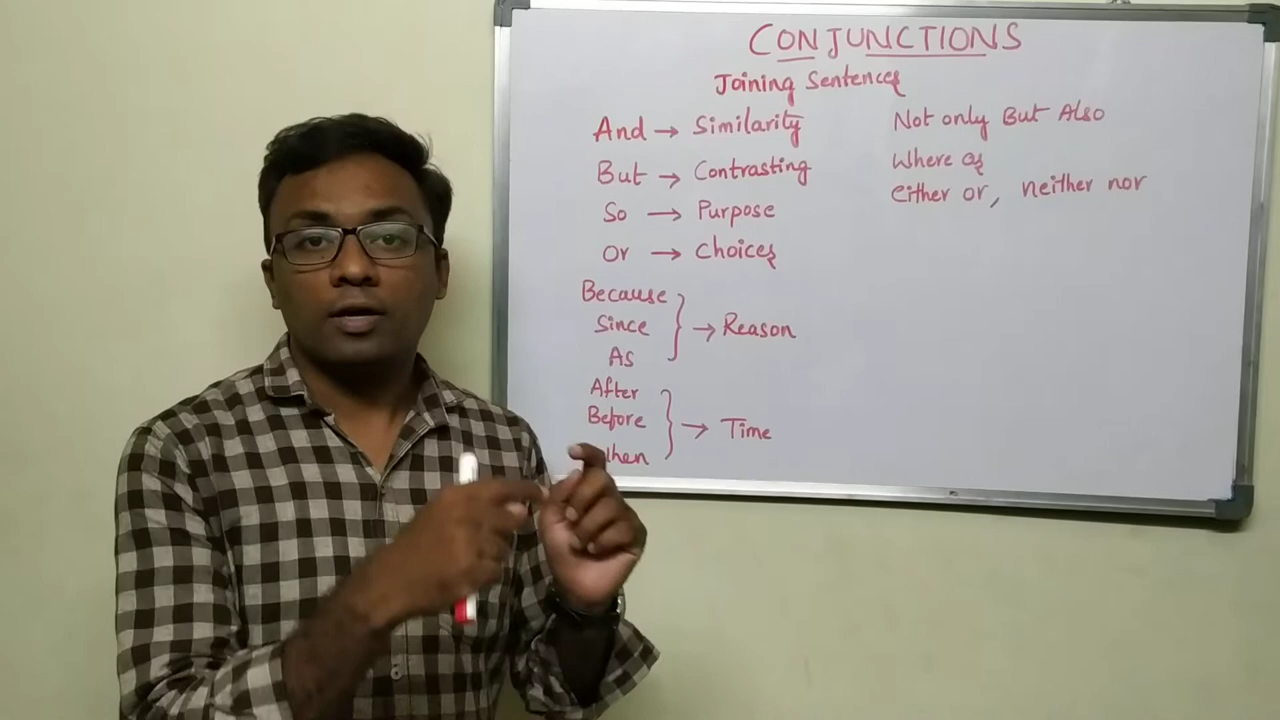 CONJUNCTIONS
Joining Sentences
And → Similarity
But → Contrasting
So → Purpose
Or → Choices
Because
Since
As
→ Reason
After
Before
When
→ Time
Not only But Also
Where as
either or, neither nor